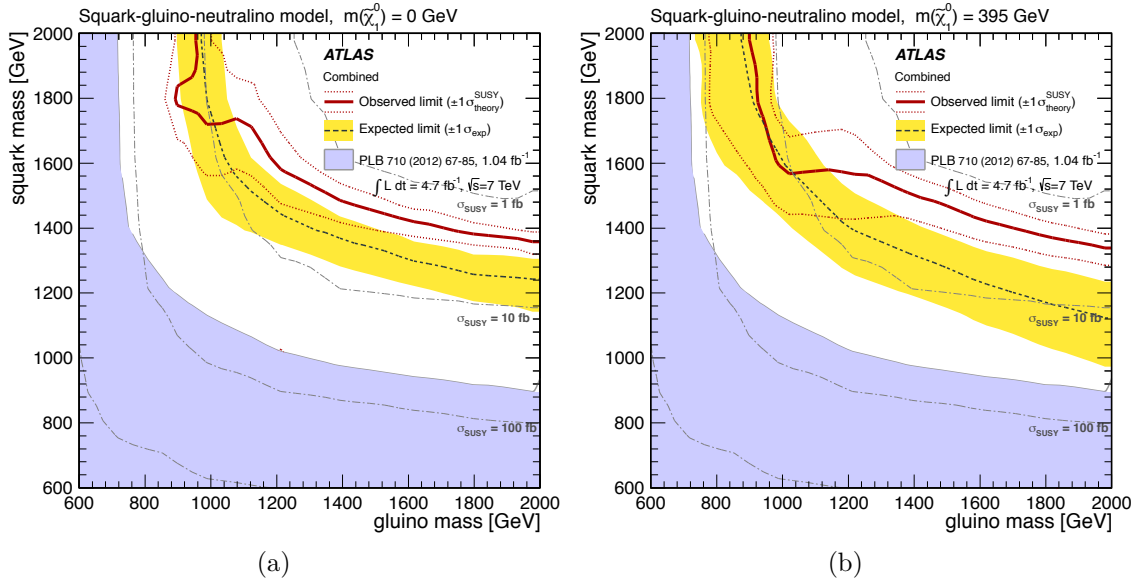 Squark-gluino-neutralino model, m(χ̃₁⁰) = 0 GeV
squark mass [GeV]
2000
1800
1600
1400
1200
1000
800
600
ATLAS
Combined
Observed limit (±1σ^SUSY_theory)
Expected limit (±1σ_exp)
PLB 710 (2012) 67-85, 1.04 fb⁻¹
∫ L dt = 4.7 fb⁻¹, √s=7 TeV
σ_SUSY = 1 fb
σ_SUSY = 10 fb
σ_SUSY = 100 fb
600 800 1000 1200 1400 1600 1800 2000
gluino mass [GeV]
(a)
Squark-gluino-neutralino model, m(χ̃₁⁰) = 395 GeV
squark mass [GeV]
2000
1800
1600
1400
1200
1000
800
600
ATLAS
Combined
Observed limit (±1σ^SUSY_theory)
Expected limit (±1σ_exp)
PLB 710 (2012) 67-85, 1.04 fb⁻¹
∫ L dt = 4.7 fb⁻¹, √s=7 TeV
σ_SUSY = 1 fb
σ_SUSY = 10 fb
σ_SUSY = 100 fb
600 800 1000 1200 1400 1600 1800 2000
gluino mass [GeV]
(b)